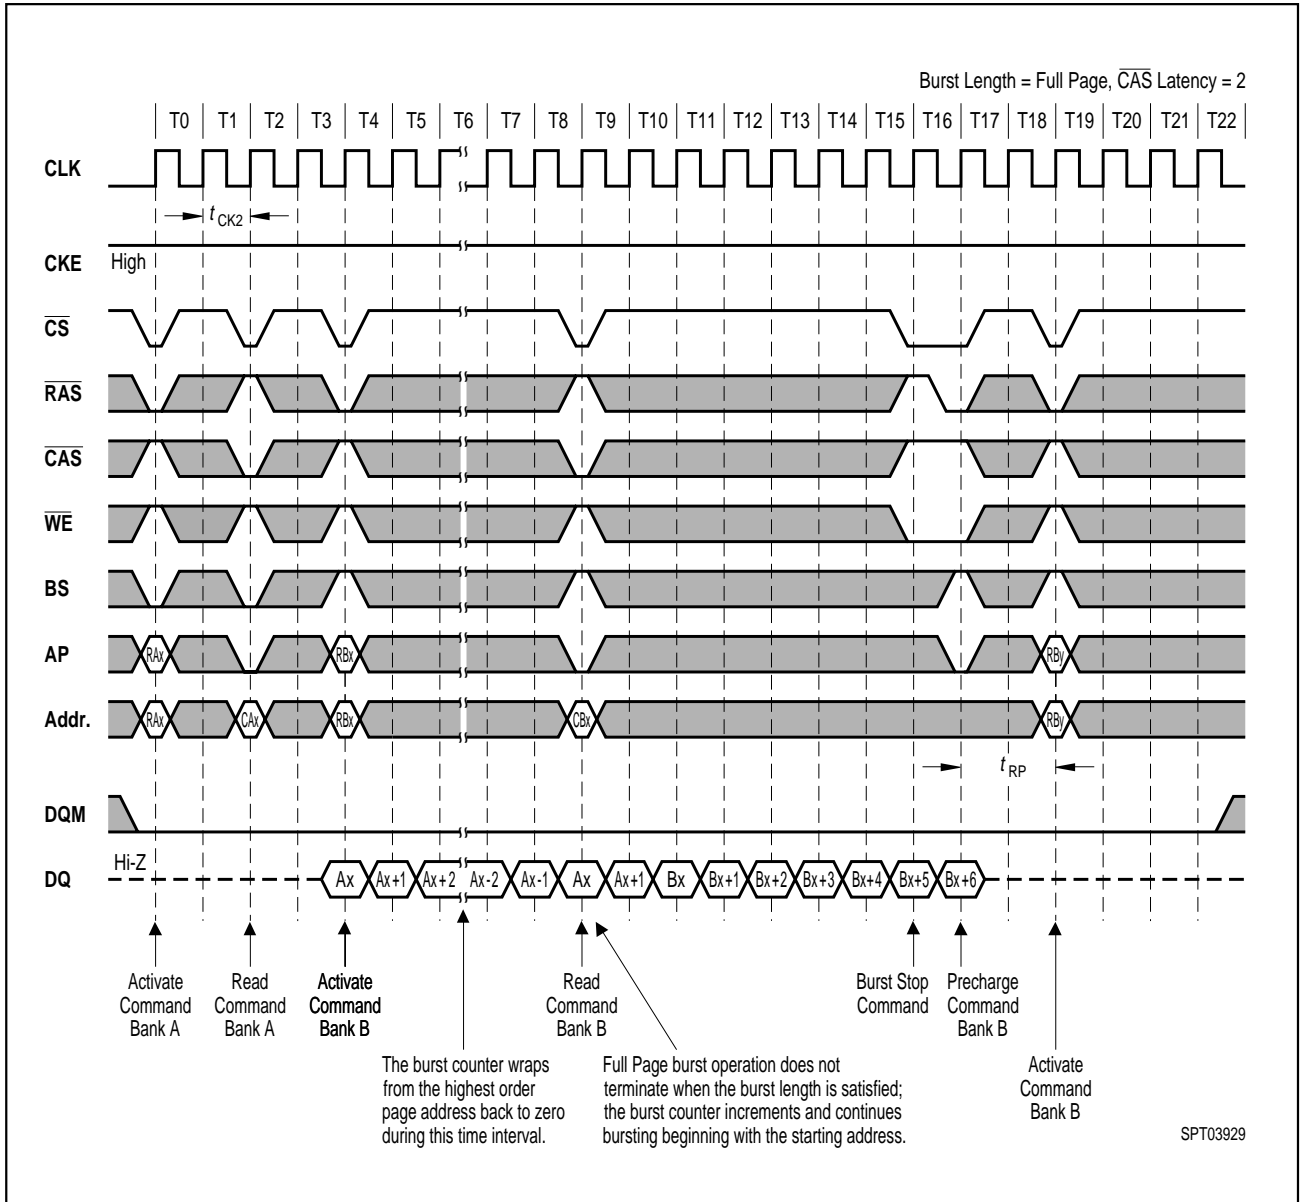 Burst Length = Full Page, CAS Latency = 2
T0 T1 T2 T3 T4 T5 T6 T7 T8 T9 T10 T11 T12 T13 T14 T15 T16 T17 T18 T19 T20 T21 T22
CLK
t CK2
CKE High
CS
RAS
CAS
WE
BS
AP RAx RBx RBy
Addr. RAx CAx RBx CBx RBy
t RP
DQM
Hi-Z
DQ Ax Ax+1 Ax+2 Ax-2 Ax-1 Ax Ax+1 Bx Bx+1 Bx+2 Bx+3 Bx+4 Bx+5 Bx+6
Activate
Command
Bank A
Read
Command
Bank A
Activate
Command
Bank B
Read
Command
Bank B
Burst Stop
Command
Precharge
Command
Bank B
The burst counter wraps
from the highest order
page address back to zero
during this time interval.
Full Page burst operation does not
terminate when the burst length is satisfied;
the burst counter increments and continues
bursting beginning with the starting address.
Activate
Command
Bank B
SPT03929